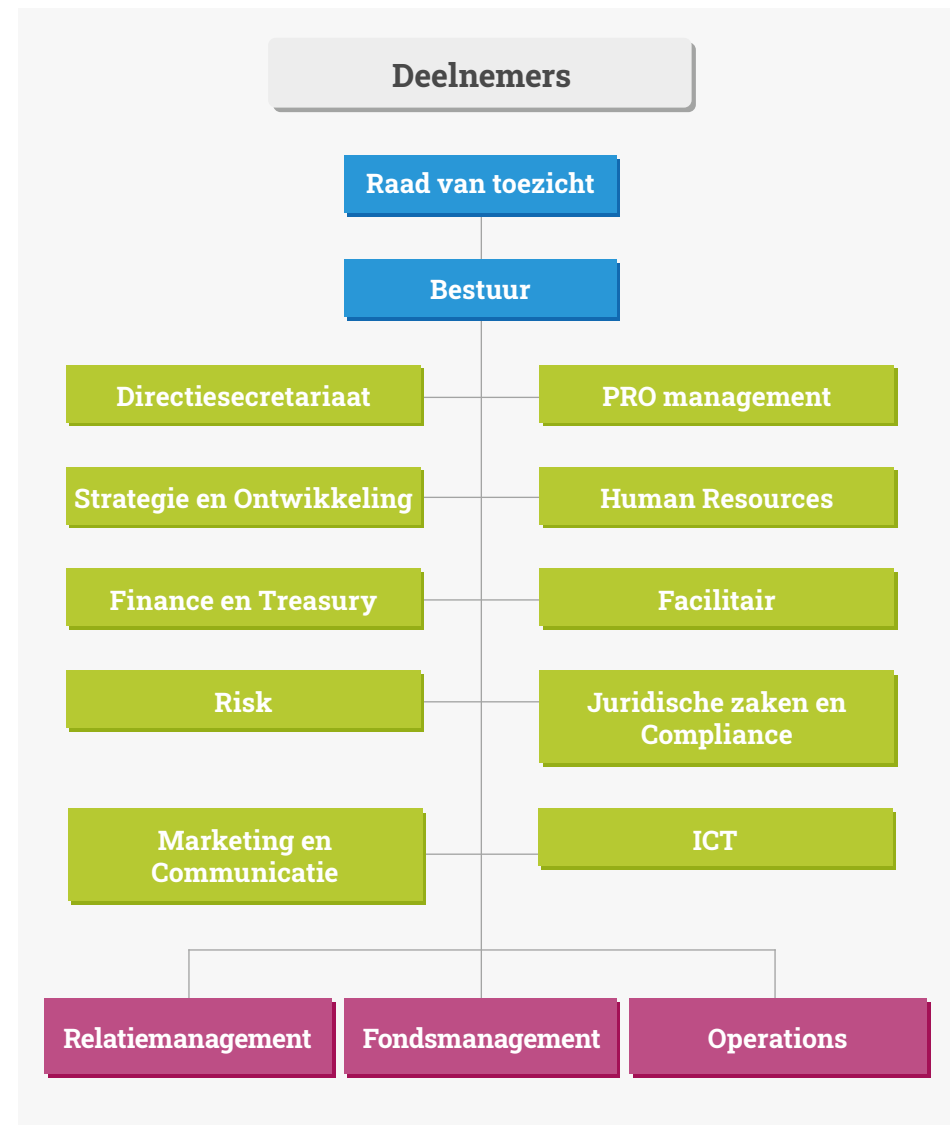 Deelnemers
Raad van toezicht
Bestuur
Directiesecretariaat
PRO management
Strategie en Ontwikkeling
Human Resources
Finance en Treasury
Facilitair
Risk
Juridische zaken en
Compliance
Marketing en
Communicatie
ICT
Relatiemanagement
Fondsmanagement
Operations